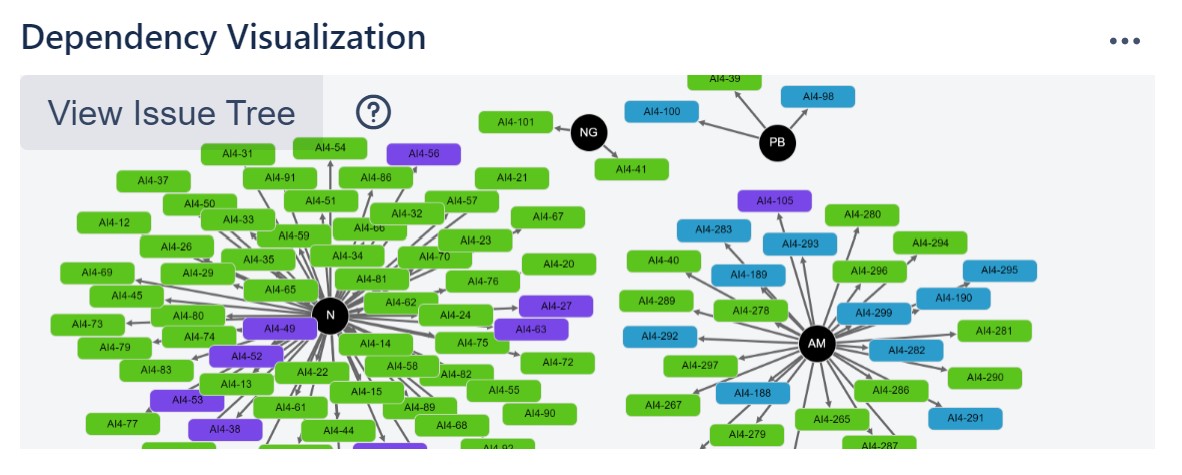 Dependency Visualization
...
View Issue Tree
?
AI4-39
AI4-98
AI4-100
AI4-101
NG
PB
AI4-41
AI4-31
AI4-54
AI4-56
AI4-37
AI4-91
AI4-86
AI4-21
AI4-50
AI4-51
AI4-57
AI4-12
AI4-33
AI4-32
AI4-67
AI4-66
AI4-59
AI4-23
AI4-26
AI4-35
AI4-34
AI4-70
AI4-20
AI4-69
AI4-29
AI4-81
AI4-76
AI4-45
AI4-65
AI4-62
AI4-27
AI4-73
AI4-80
N
AI4-24
AI4-63
AI4-49
AI4-79
AI4-74
AI4-14
AI4-75
AI4-52
AI4-83
AI4-22
AI4-58
AI4-82
AI4-72
AI4-13
AI4-15
AI4-55
AI4-53
AI4-61
AI4-89
AI4-90
AI4-77
AI4-38
AI4-44
AI4-68
AI4-92
AI4-105
AI4-280
AI4-283
AI4-293
AI4-294
AI4-40
AI4-189
AI4-296
AI4-295
AI4-289
AI4-278
AI4-299
AI4-190
AI4-292
AM
AI4-281
AI4-282
AI4-297
AI4-290
AI4-188
AI4-286
AI4-267
AI4-265
AI4-291
AI4-279
AI4-287